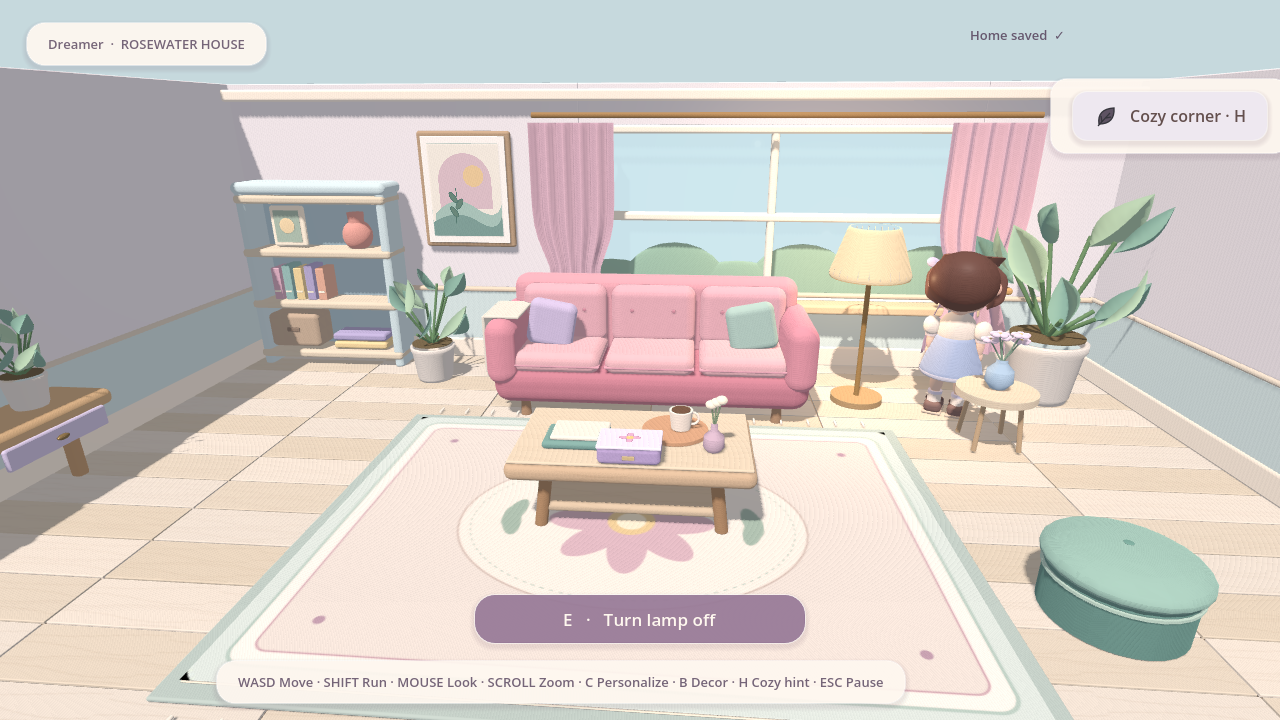 Dreamer · ROSEWATER HOUSE
Home saved ✓
Cozy corner · H
E · Turn lamp off
WASD Move · SHIFT Run · MOUSE Look · SCROLL Zoom · C Personalize · B Decor · H Cozy hint · ESC Pause